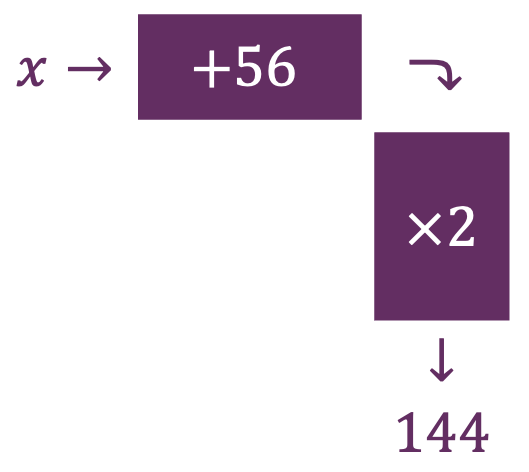 x → +56
×2
144